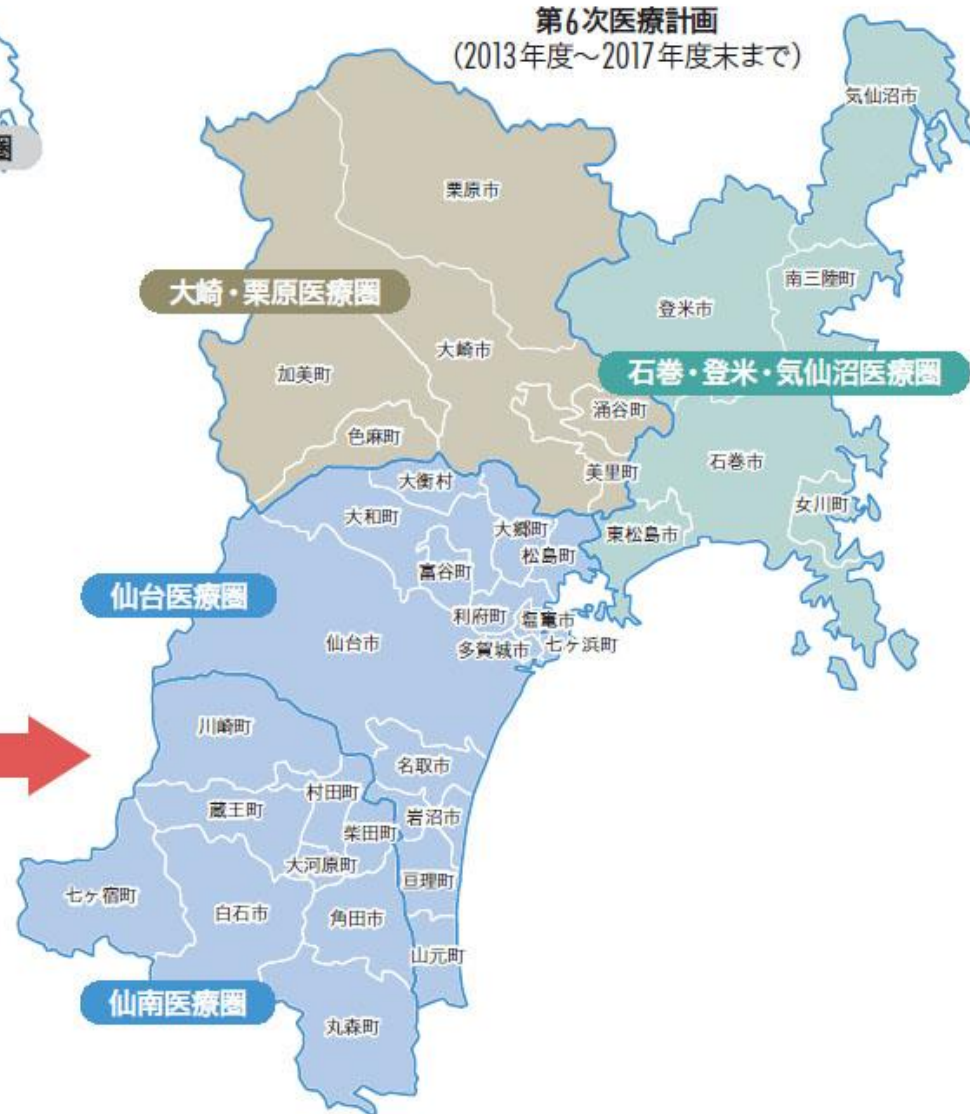 第6次医療計画
(2013年度～2017年度末まで)
圏
気仙沼市
栗原市
南三陸町
大崎・栗原医療圏
登米市
大崎市
加美町
石巻・登米・気仙沼医療圏
涌谷町
色麻町
石巻市
美里町
大衡村
女川町
大和町
大郷町
東松島市
松島町
富谷町
仙台医療圏
利府町
塩竈市
仙台市
多賀城市
七ヶ浜町
川崎町
名取市
村田町
蔵王町
岩沼市
柴田町
大河原町
亘理町
七ヶ宿町
白石市
角田市
山元町
仙南医療圏
丸森町